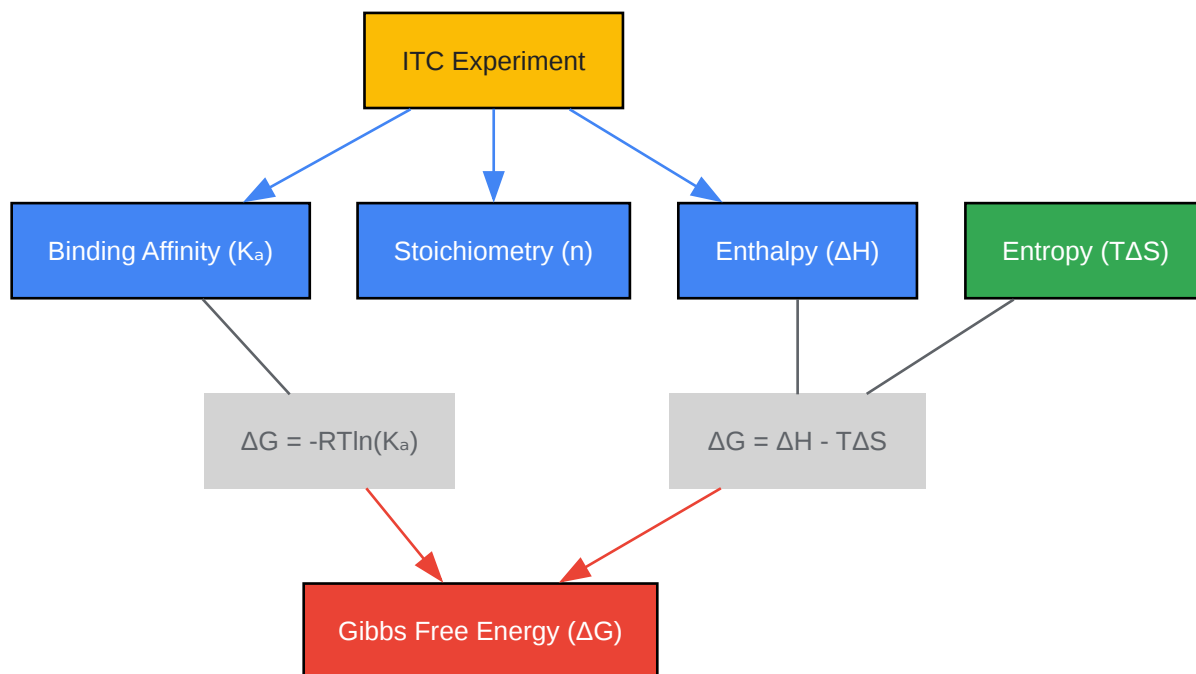 ITC Experiment
Binding Affinity (Kₐ)
Stoichiometry (n)
Enthalpy (ΔH)
Entropy (TΔS)
ΔG = -RTln(Kₐ)
ΔG = ΔH - TΔS
Gibbs Free Energy (ΔG)